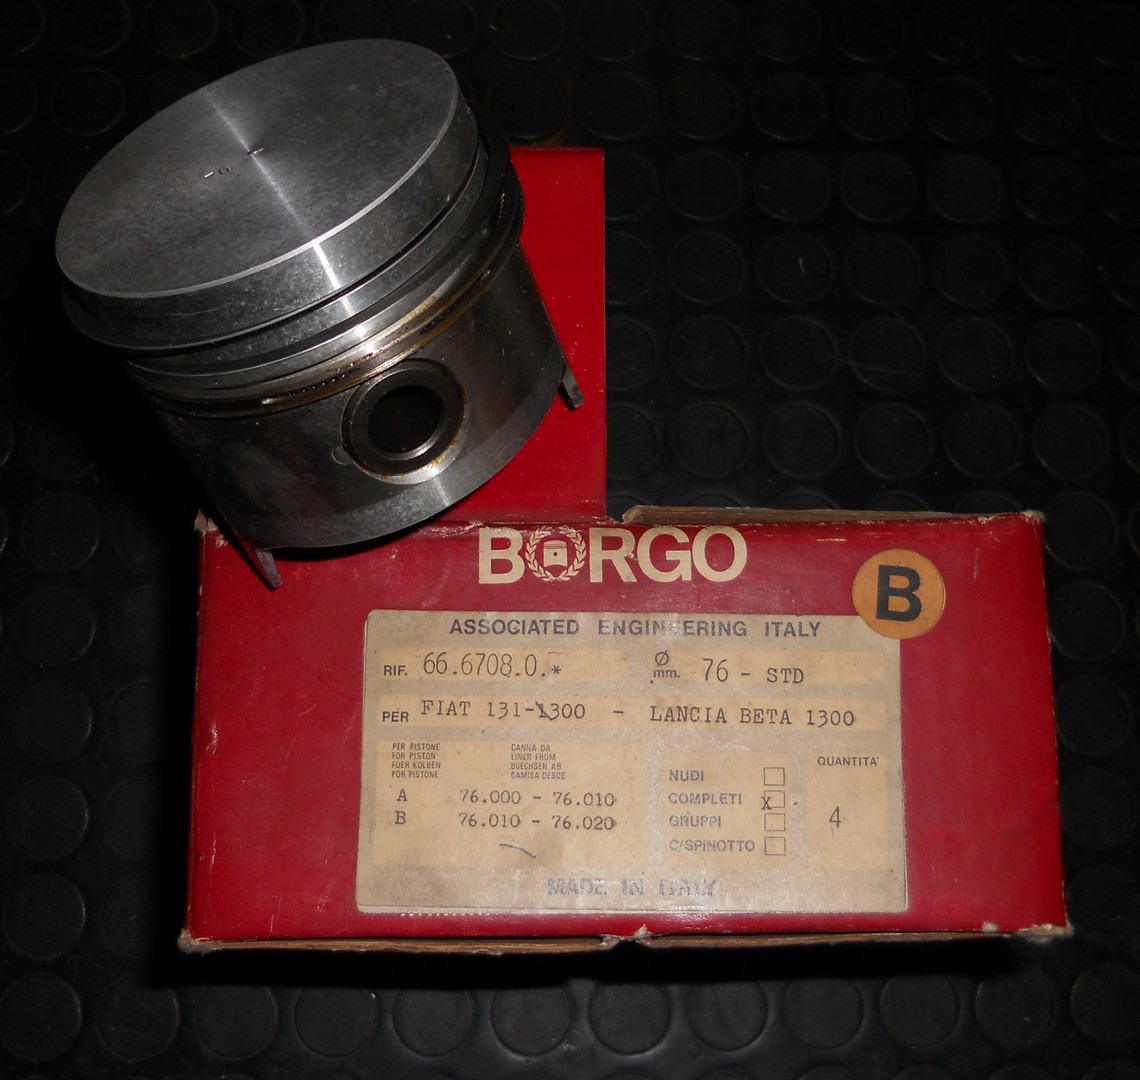 BORGO
B
ASSOCIATED ENGINEERING ITALY
RIF. 66.6708.0.*
Ø mm. 76 - STD
PER FIAT 131-1300 - LANCIA BETA 1300
PER PISTONE
FOR PISTON
FUER KOLBEN
POR PISTONE
CANNA DA
LINER FROM
BUECHSEN AB
CAMISA DESDE
A 76.000 - 76.010
B 76.010 - 76.020
NUDI
COMPLETI X
GRUPPI
C/SPINOTTO
QUANTITA'
4
MADE IN ITALY